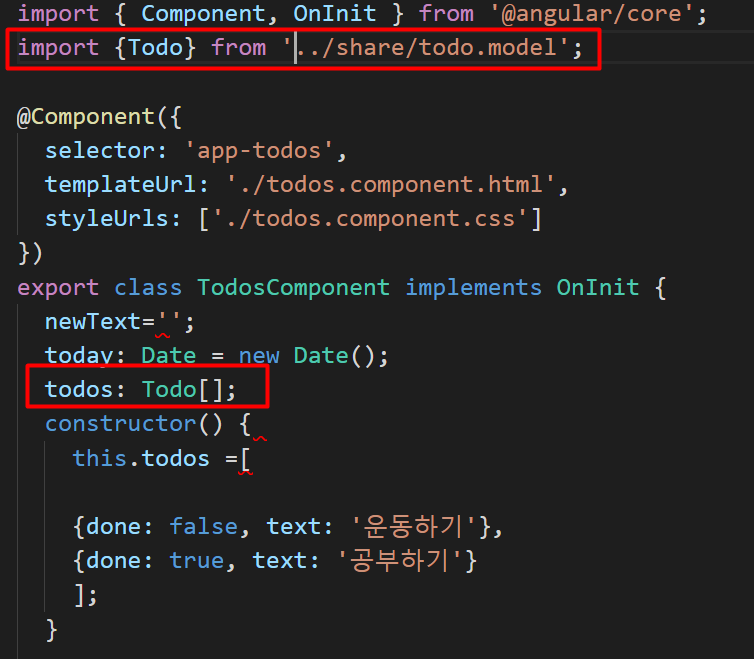 import { Component, OnInit } from '@angular/core';
import {Todo} from '../share/todo.model';
@Component({
selector: 'app-todos',
templateUrl: './todos.component.html',
styleUrls: ['./todos.component.css']
})
export class TodosComponent implements OnInit {
newText='';
today: Date = new Date();
todos: Todo[];
constructor() {
this.todos =[
{done: false, text: '운동하기'},
{done: true, text: '공부하기'}
];
}